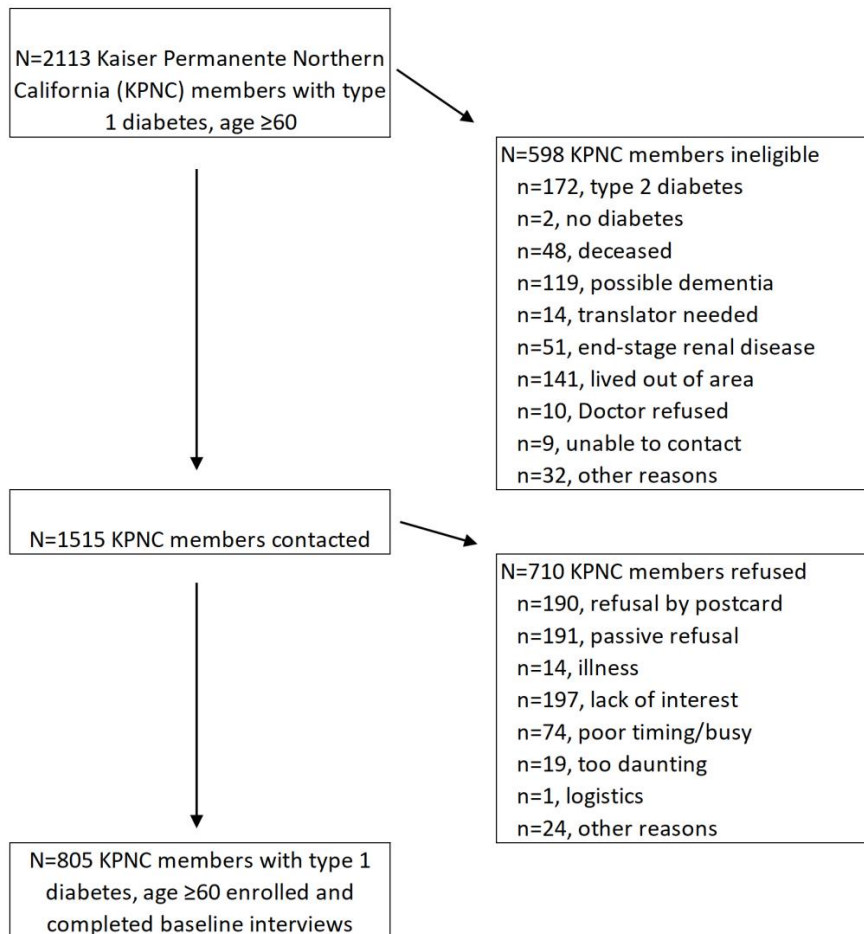 N=2113 Kaiser Permanente Northern
California (KPNC) members with type
1 diabetes, age ≥60
N=598 KPNC members ineligible
n=172, type 2 diabetes
n=2, no diabetes
n=48, deceased
n=119, possible dementia
n=14, translator needed
n=51, end-stage renal disease
n=141, lived out of area
n=10, Doctor refused
n=9, unable to contact
n=32, other reasons
N=1515 KPNC members contacted
N=710 KPNC members refused
n=190, refusal by postcard
n=191, passive refusal
n=14, illness
n=197, lack of interest
n=74, poor timing/busy
n=19, too daunting
n=1, logistics
n=24, other reasons
N=805 KPNC members with type 1
diabetes, age ≥60 enrolled and
completed baseline interviews